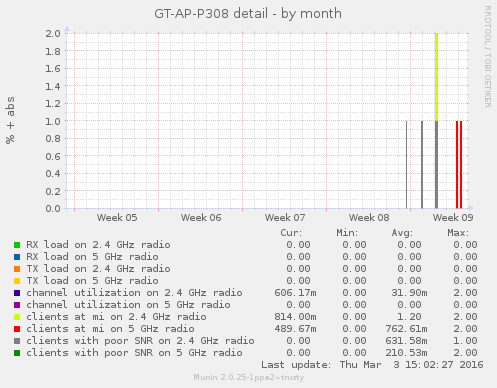 GT-AP-P308 detail - by month
RRDTOOL / TOBI OETIKER
% + abs
2.0
1.8
1.6
1.4
1.2
1.0
0.8
0.6
0.4
0.2
0.0
Week 05 Week 06 Week 07 Week 08 Week 09
Cur: Min: Avg: Max:
RX load on 2.4 GHz radio 0.00 0.00 0.00 0.00
RX load on 5 GHz radio 0.00 0.00 0.00 0.00
TX load on 2.4 GHz radio 0.00 0.00 0.00 0.00
TX load on 5 GHz radio 0.00 0.00 0.00 0.00
channel utilization on 2.4 GHz radio 606.17m 0.00 31.90m 2.00
channel utilization on 5 GHz radio 0.00 0.00 0.00 0.00
clients at mi on 2.4 GHz radio 814.00m 0.00 1.20 2.00
clients at mi on 5 GHz radio 489.67m 0.00 762.61m 2.00
clients with poor SNR on 2.4 GHz radio 0.00 0.00 631.58m 1.00
clients with poor SNR on 5 GHz radio 0.00 0.00 210.53m 2.00
Last update: Thu Mar 3 15:02:27 2016
Munin 2.0.25-1ppa2~trusty